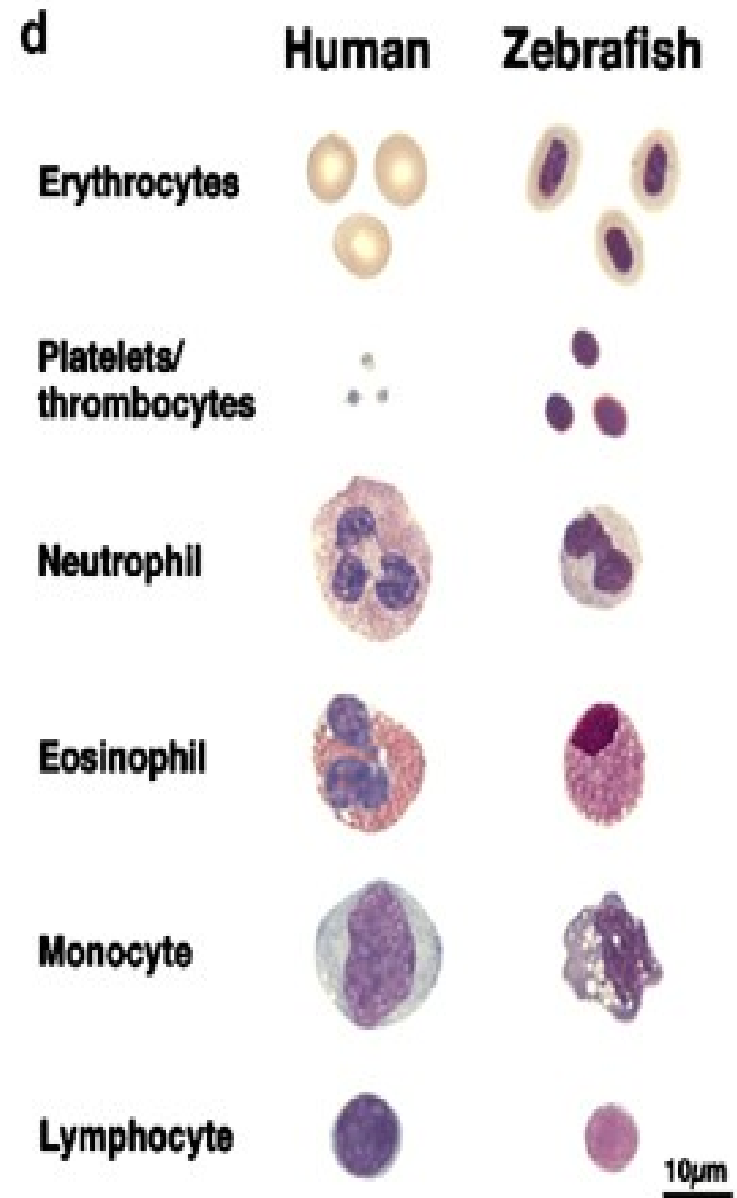 d
Human Zebrafish
Erythrocytes
Platelets/
thrombocytes
Neutrophil
Eosinophil
Monocyte
Lymphocyte
10µm